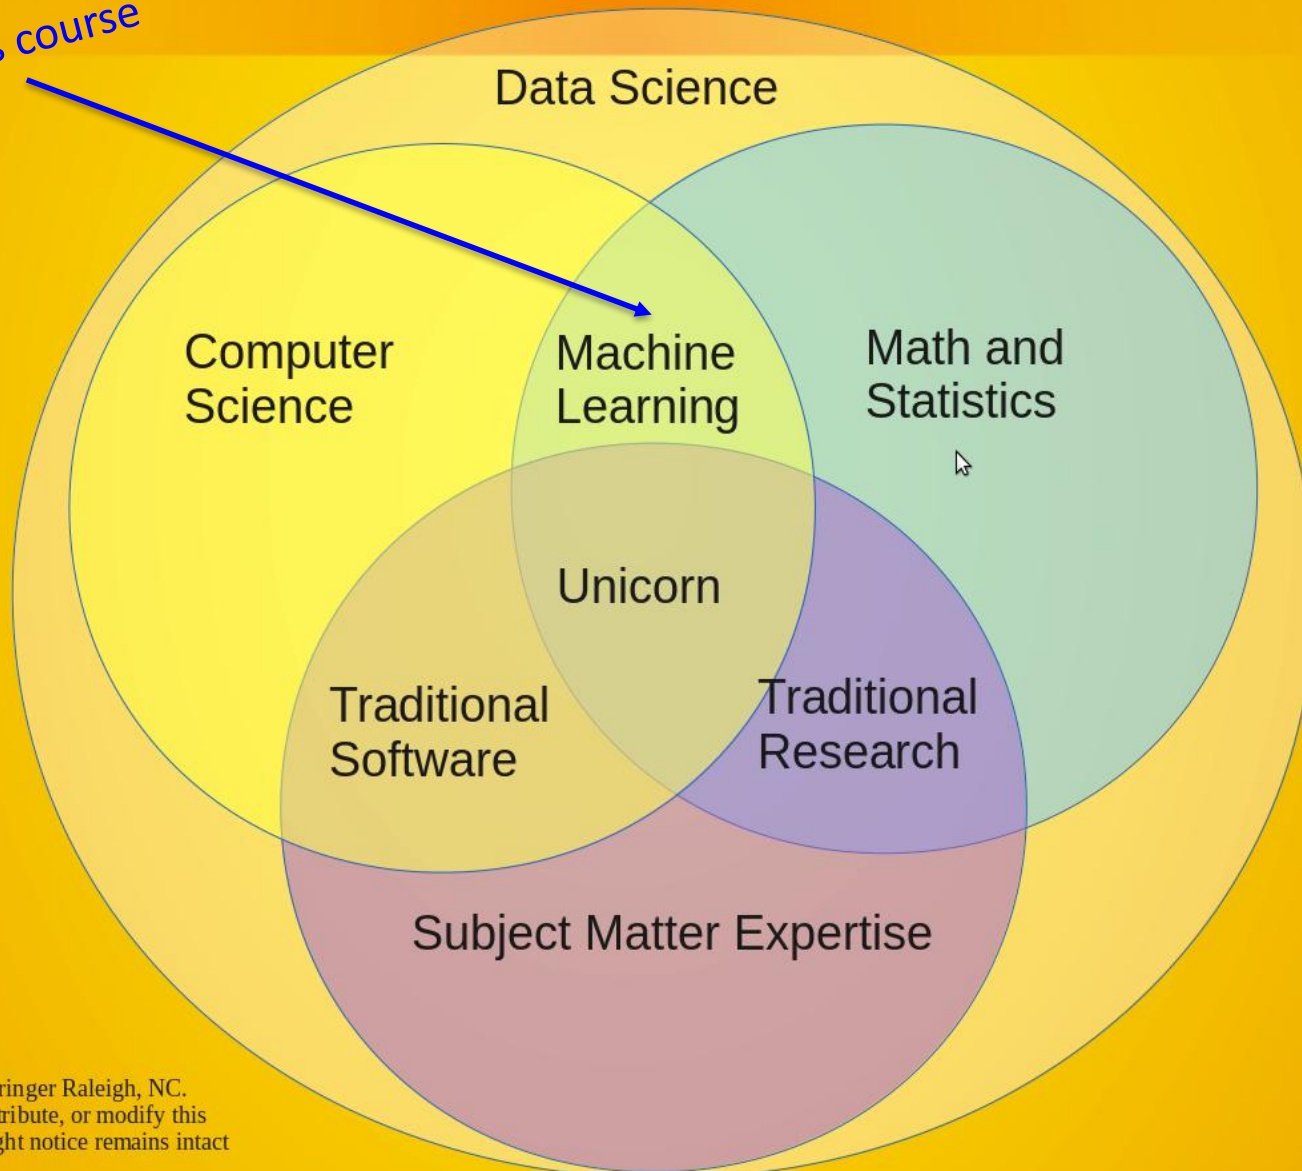 course
Data Science
Computer
Science
Machine
Learning
Math and
Statistics
Unicorn
Traditional
Software
Traditional
Research
Subject Matter Expertise
ringer Raleigh, NC.
tribute, or modify this
ght notice remains intact